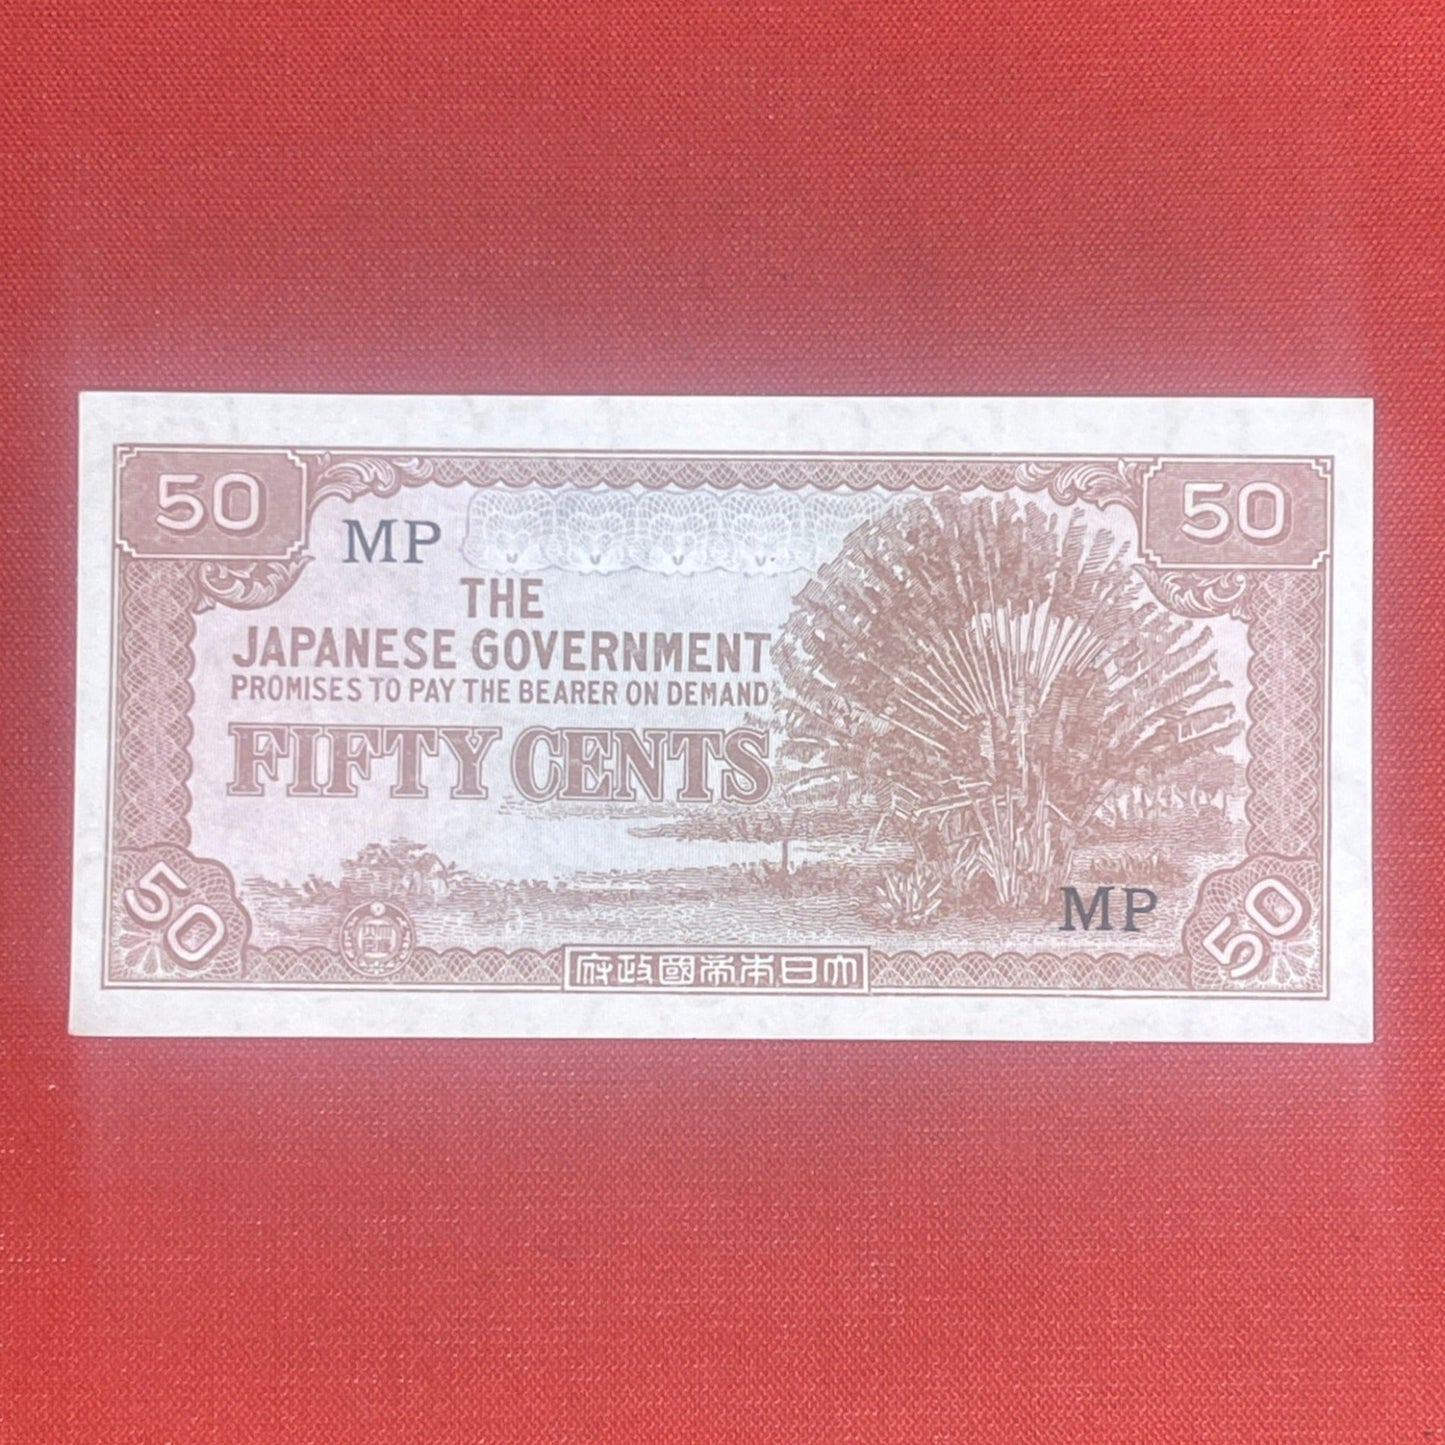 50
50
MP
THE
JAPANESE GOVERNMENT
PROMISES TO PAY THE BEARER ON DEMAND
FIFTY CENTS
MP
50
50
府政國帝本日大